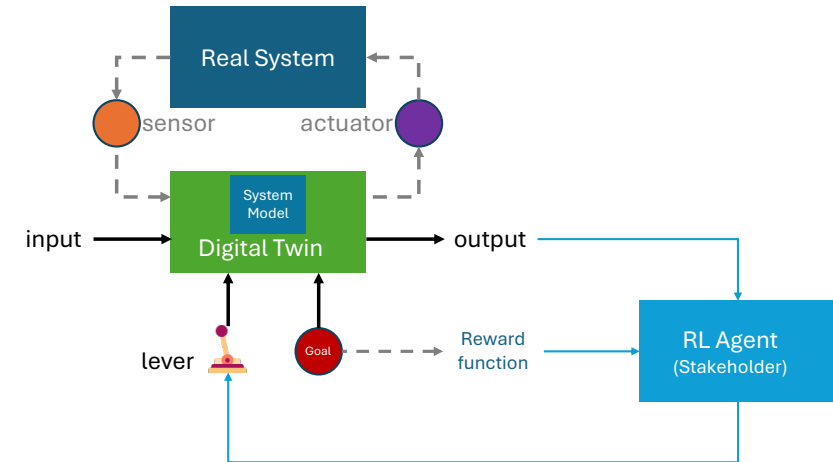 Real System
sensor
actuator
System
Model
Digital Twin
input
output
lever
Goal
Reward
function
RL Agent
(Stakeholder)